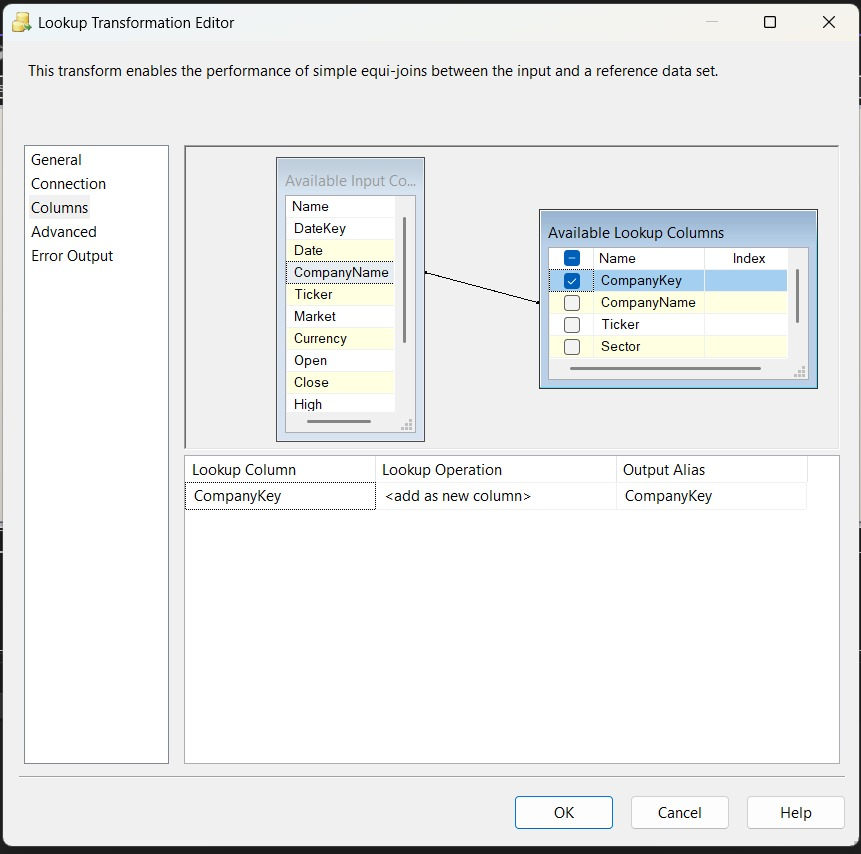 Lookup Transformation Editor
This transform enables the performance of simple equi-joins between the input and a reference data set.
General
Connection
Columns
Advanced
Error Output
Available Input Co...
Name
DateKey
Date
CompanyName
Ticker
Market
Currency
Open
Close
High
Available Lookup Columns
Name Index
CompanyKey
CompanyName
Ticker
Sector
Lookup Column Lookup Operation Output Alias
CompanyKey <add as new column> CompanyKey
OK Cancel Help